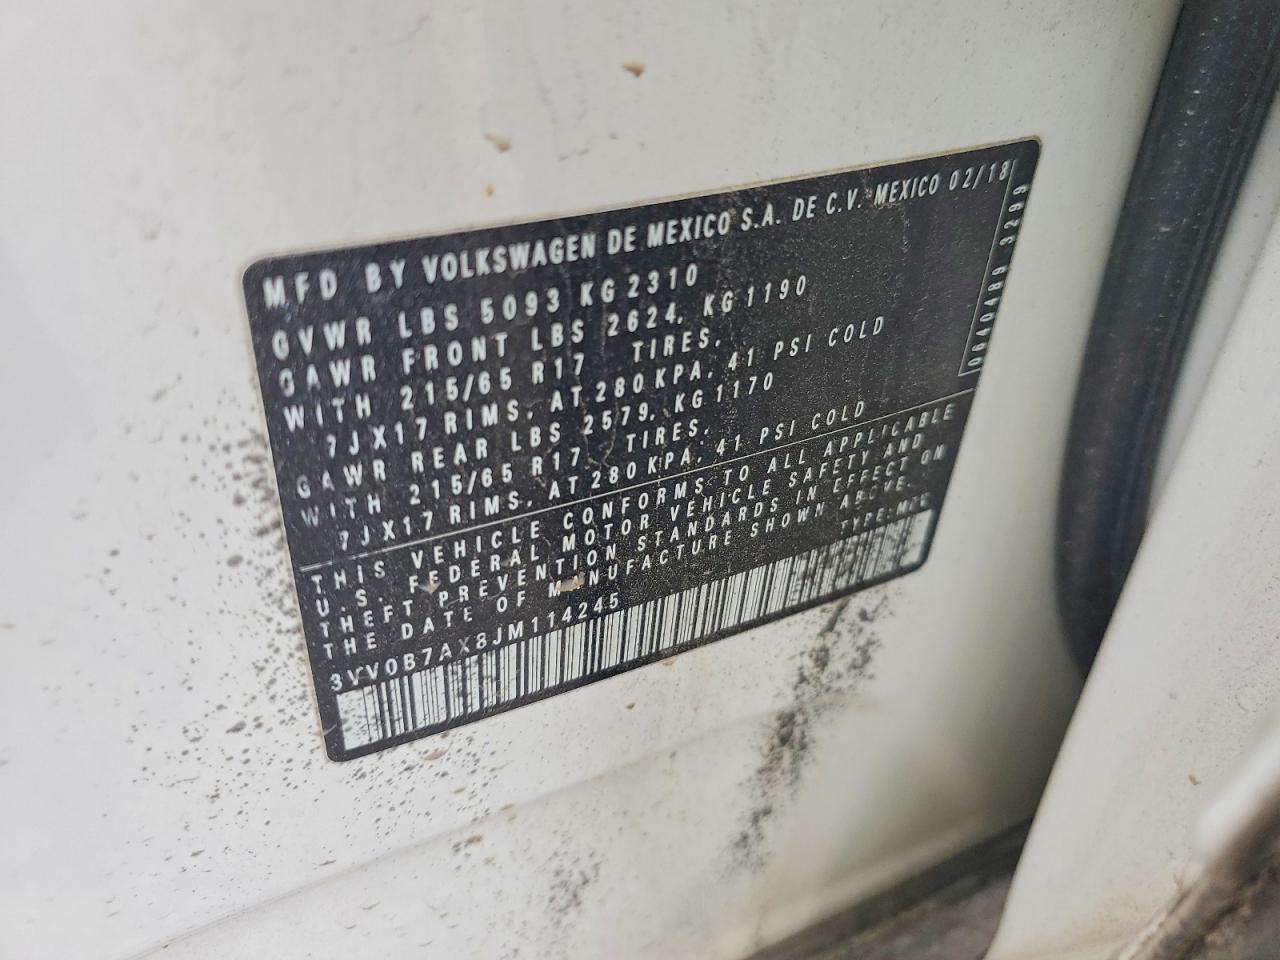 MFD BY VOLKSWAGEN DE MEXICO S.A. DE C.V. MEXICO 02/18
GVWR LBS 5093 KG 2310
GAWR FRONT LBS 2624, KG 1190
WITH 215/65 R17 TIRES,
7JX17 RIMS, AT 280 KPA, 41 PSI COLD
GAWR REAR LBS 2579, KG 1170
WITH 215/65 R17 TIRES,
7JX17 RIMS, AT 280 KPA, 41 PSI COLD
THIS VEHICLE CONFORMS TO ALL APPLICABLE
U.S. FEDERAL MOTOR VEHICLE SAFETY AND
THEFT PREVENTION STANDARDS IN EFFECT ON
THE DATE OF MANUFACTURE SHOWN ABOVE.
3VV0B7AX8JM114245
TYPE:
0640489 3299